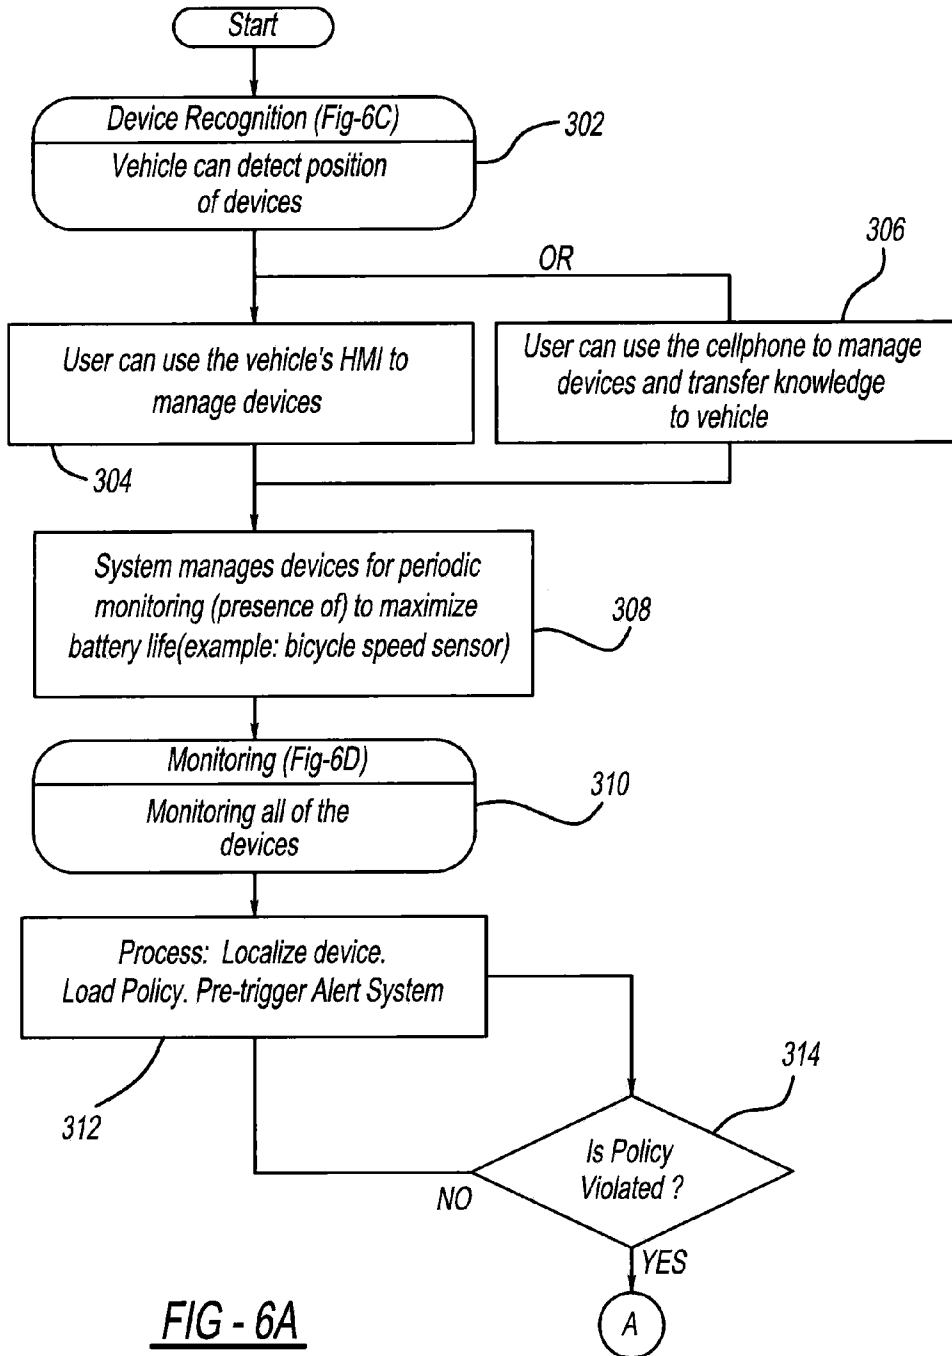 Start
Device Recognition (Fig-6C)
Vehicle can detect position
of devices
302
OR
306
User can use the vehicle's HMI to
manage devices
304
User can use the cellphone to manage
devices and transfer knowledge
to vehicle
System manages devices for periodic
monitoring (presence of) to maximize
battery life(example: bicycle speed sensor)
308
Monitoring (Fig-6D)
Monitoring all of the
devices
310
Process: Localize device.
Load Policy. Pre-trigger Alert System
312
314
Is Policy
Violated ?
NO
YES
A
FIG - 6A